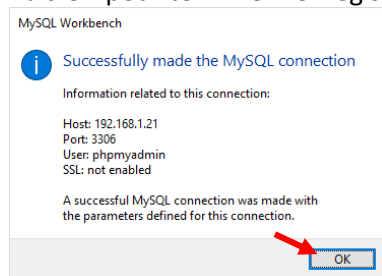 MySQL Workbench
Successfully made the MySQL connection
Information related to this connection:
Host: 192.168.1.21
Port: 3306
User: phpmyadmin
SSL: not enabled
A successful MySQL connection was made with
the parameters defined for this connection.
OK